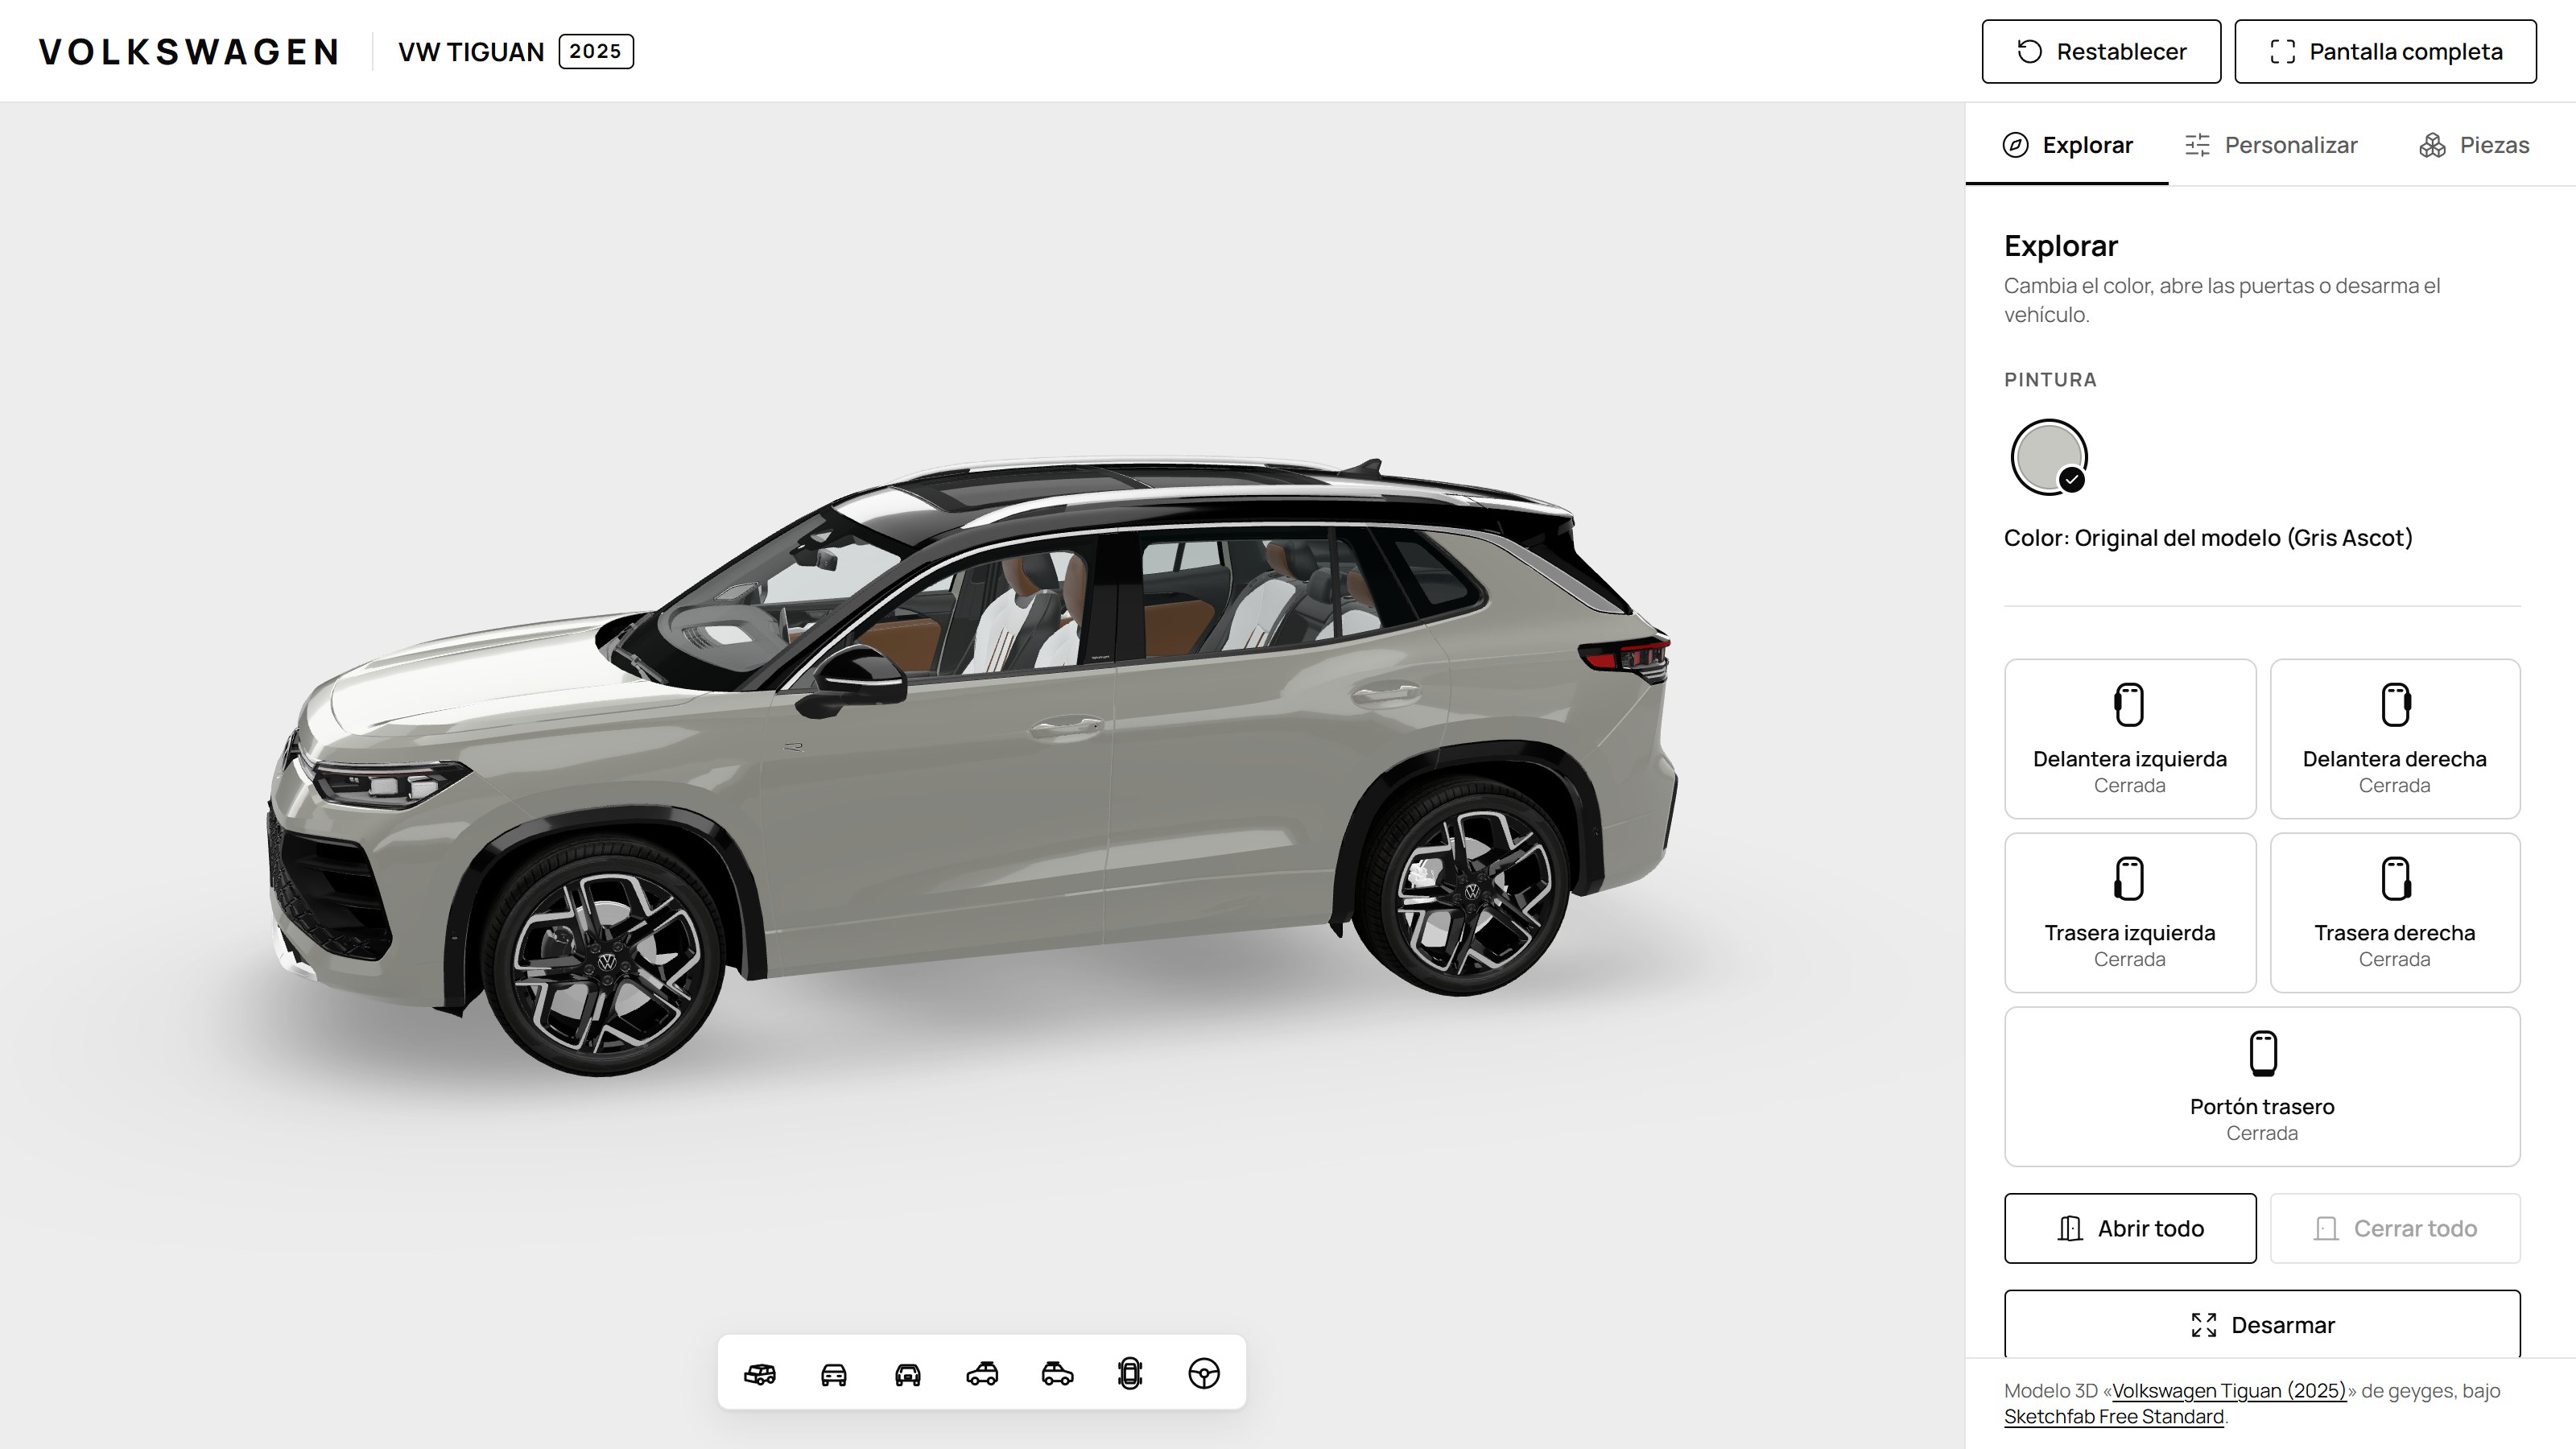 VOLKSWAGEN
VW TIGUAN
2025
Restablecer
Pantalla completa
Explorar
Personalizar
Piezas
Explorar
Cambia el color, abre las puertas o desarma el
vehículo.
PINTURA
Color: Original del modelo (Gris Ascot)
Delantera izquierda
Cerrada
Delantera derecha
Cerrada
Trasera izquierda
Cerrada
Trasera derecha
Cerrada
Portón trasero
Cerrada
Abrir todo
Cerrar todo
Desarmar
Modelo 3D «Volkswagen Tiguan (2025)» de geyges, bajo
Sketchfab Free Standard.